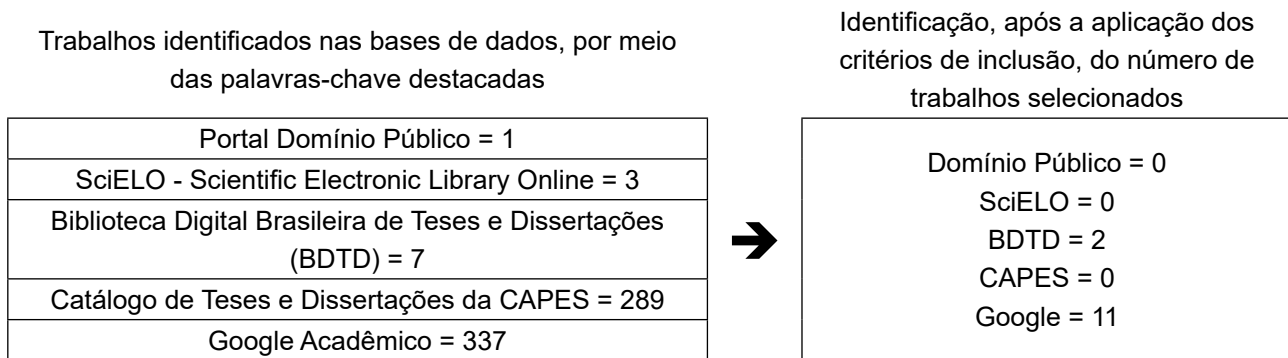 Trabalhos identificados nas bases de dados, por meio
das palavras-chave destacadas
Portal Domínio Público = 1
SciELO - Scientific Electronic Library Online = 3
Biblioteca Digital Brasileira de Teses e Dissertações
(BDTD) = 7
Catálogo de Teses e Dissertações da CAPES = 289
Google Acadêmico = 337
Identificação, após a aplicação dos
critérios de inclusão, do número de
trabalhos selecionados
Domínio Público = 0
SciELO = 0
BDTD = 2
CAPES = 0
Google = 11